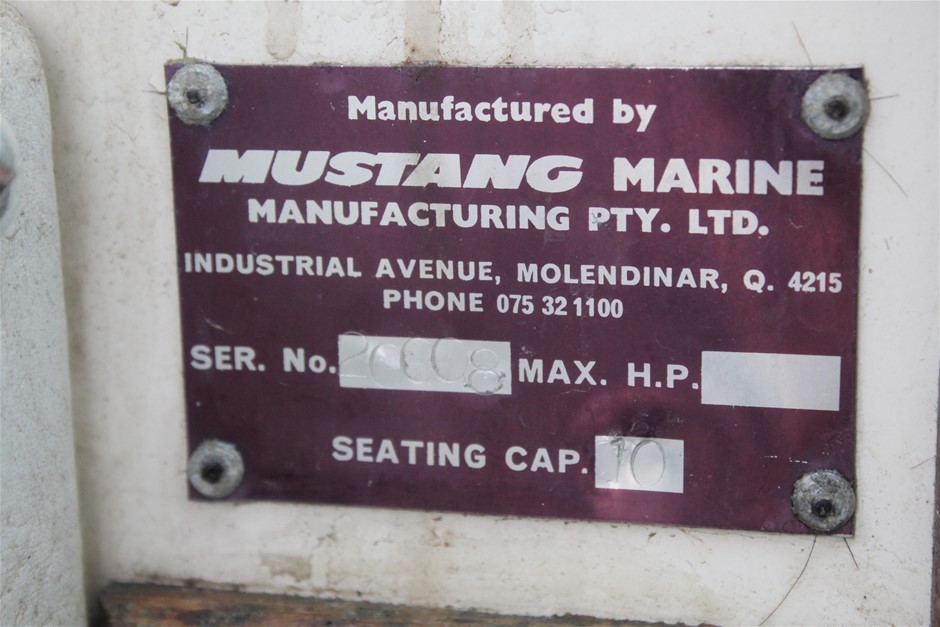 Manufactured by
MUSTANG MARINE
MANUFACTURING PTY. LTD.
INDUSTRIAL AVENUE, MOLENDINAR, Q. 4215
PHONE 075 32 1100
SER. No. MAX. H.P.
SEATING CAP. 10